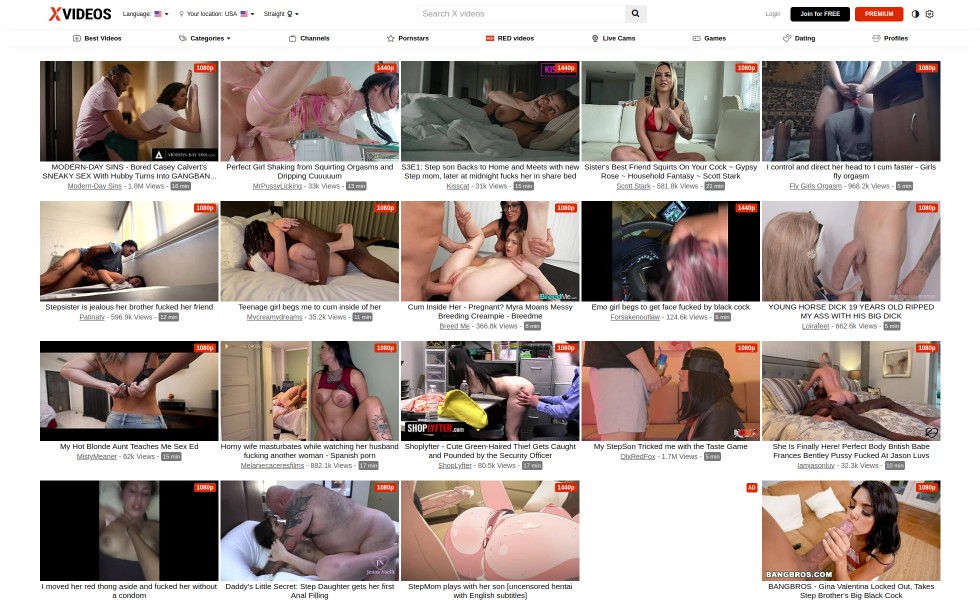 XVIDEOS
Language:
Your location: USA
Straight
Search X videos
Login
Join for FREE
PREMIUM
Best Videos
Categories
Channels
Pornstars
RED videos
Live Cams
Games
Dating
Profiles
1080p
MODERN DAY SINS.com
MODERN-DAY SINS - Bored Casey Calvert's
SNEAKY SEX With Hubby Turns Into GANGBAN...
Modern-Day Sins - 1.8M Views - 16 min
1440p
Perfect Girl Shaking from Squirting Orgasms and
Dripping Cuuuuum
MrPussyLicking - 33k Views - 13 min
KIS
1440p
S3E1: Step son Backs to Home and Meets with new
Step mom, later at midnight fucks her in share bed
Kisscat - 31k Views - 15 min
1080p
Sister's Best Friend Squirts On Your Cock ~ Gypsy
Rose ~ Household Fantasy ~ Scott Stark
Scott Stark - 581.8k Views - 21 min
1080p
I control and direct her head to I cum faster - Girls
fly orgasm
Fly Girls Orgasm - 968.2k Views - 6 min
1080p
Stepsister is jealous her brother fucked her friend
Patinaty - 596.9k Views - 12 min
1080p
Teenage girl begs me to cum inside of her
Mycreamydreams - 35.2k Views - 11 min
1080p
BreedMe.com
Cum Inside Her - Pregnant? Myra Moans Messy
Breeding Creampie - Breedme
Breed Me - 366.8k Views - 8 min
1440p
Emo girl begs to get face fucked by black cock
Forsakenoutlaw - 124.6k Views - 6 min
1080p
YOUNG HORSE DICK 19 YEARS OLD RIPPED
MY ASS WITH HIS BIG DICK
Loirafeet - 662.6k Views - 5 min
1080p
My Hot Blonde Aunt Teaches Me Sex Ed
MistyMeaner - 62k Views - 15 min
1080p
Horny wife masturbates while watching her husband
fucking another woman - Spanish porn
Melaniecaceresfilms - 882.1k Views - 17 min
1080p
SHOPLYFTER.COM
Shoplyfter - Cute Green-Haired Thief Gets Caught
and Pounded by the Security Officer
ShopLyfter - 80.5k Views - 17 min
1080p
My StepSon Tricked me with the Taste Game
OlxRedFox - 1.7M Views - 5 min
1080p
She Is Finally Here! Perfect Body British Babe
Frances Bentley Pussy Fucked At Jason Luvs
Iamjasonluv - 32.3k Views - 10 min
1080p
I moved her red thong aside and fucked her without
a condom
1080p
Daddy's Little Secret: Step Daughter gets her first
Anal Filling
1440p
StepMom plays with her son [uncensored hentai
with English subtitles]
AD
1080p
BANGBROS.COM
BANGBROS - Gina Valentina Locked Out, Takes
Step Brother's Big Black Cock